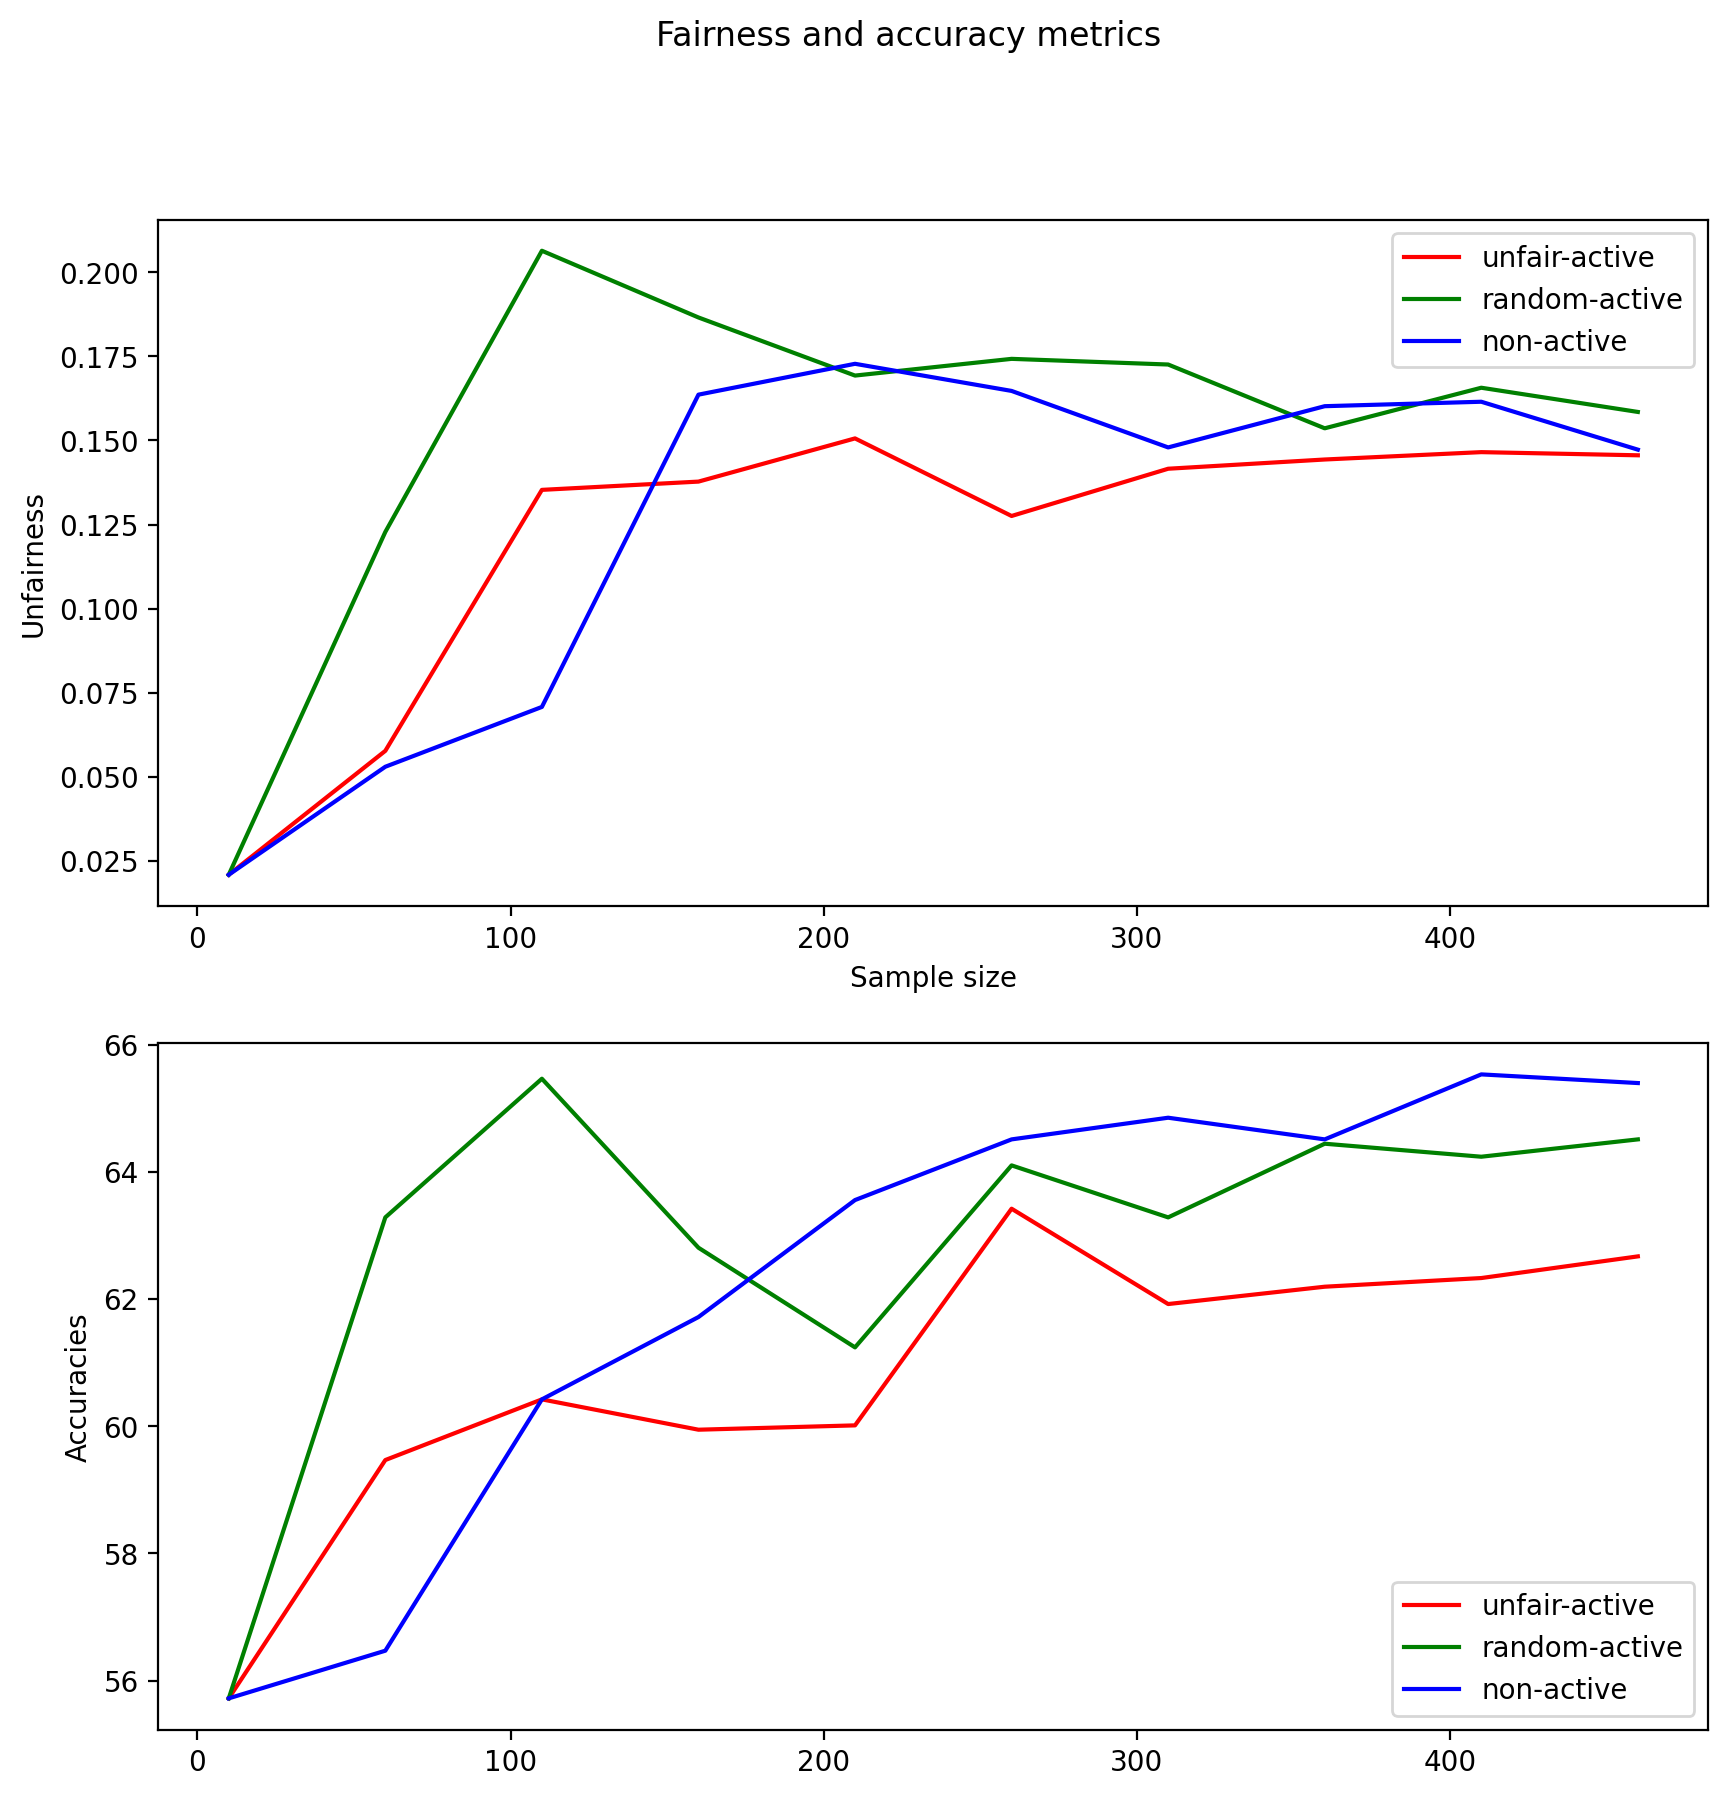 Fairness and accuracy metrics
0.200
0.175
0.150
0.125
0.100
0.075
0.050
0.025
Unfairness
unfair-active
random-active
non-active
0 100 200 300 400
Sample size
66
64
62
60
58
56
Accuracies
unfair-active
random-active
non-active
0 100 200 300 400